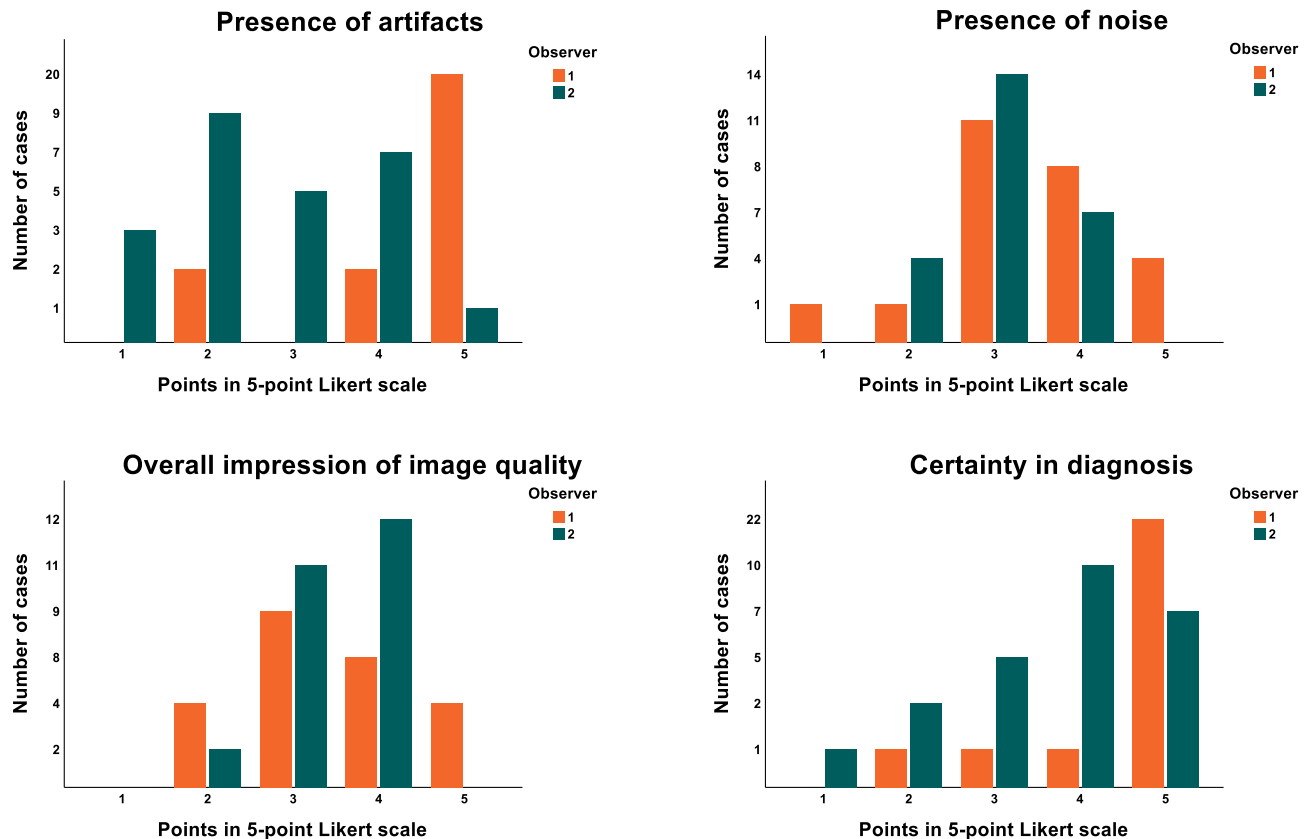 Presence of artifacts
Observer
1
2
Number of cases
20
9
7
5
3
2
1
1 2 3 4 5
Points in 5-point Likert scale
Presence of noise
Observer
1
2
Number of cases
14
11
8
7
4
1
1 2 3 4 5
Points in 5-point Likert scale
Overall impression of image quality
Observer
1
2
Number of cases
12
11
9
8
4
2
1 2 3 4 5
Points in 5-point Likert scale
Certainty in diagnosis
Observer
1
2
Number of cases
22
10
7
5
2
1
1 2 3 4 5
Points in 5-point Likert scale